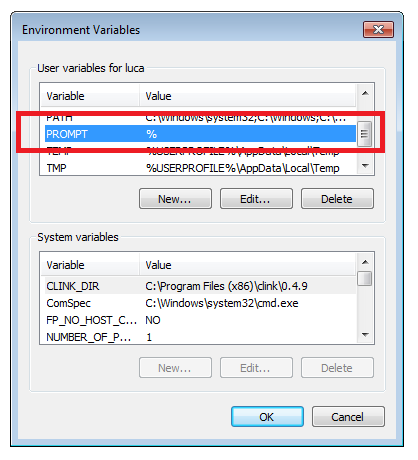 Environment Variables
User variables for luca
Variable Value
PATH C:\Windows\system32;C:\Windows;C:\...
PROMPT %
TEMP %USERPROFILE%\AppData\Local\Temp
TMP %USERPROFILE%\AppData\Local\Temp
New... Edit... Delete
System variables
Variable Value
CLINK_DIR C:\Program Files (x86)\clink\0.4.9
ComSpec C:\Windows\system32\cmd.exe
FP_NO_HOST_C... NO
NUMBER_OF_P... 1
New... Edit... Delete
OK Cancel